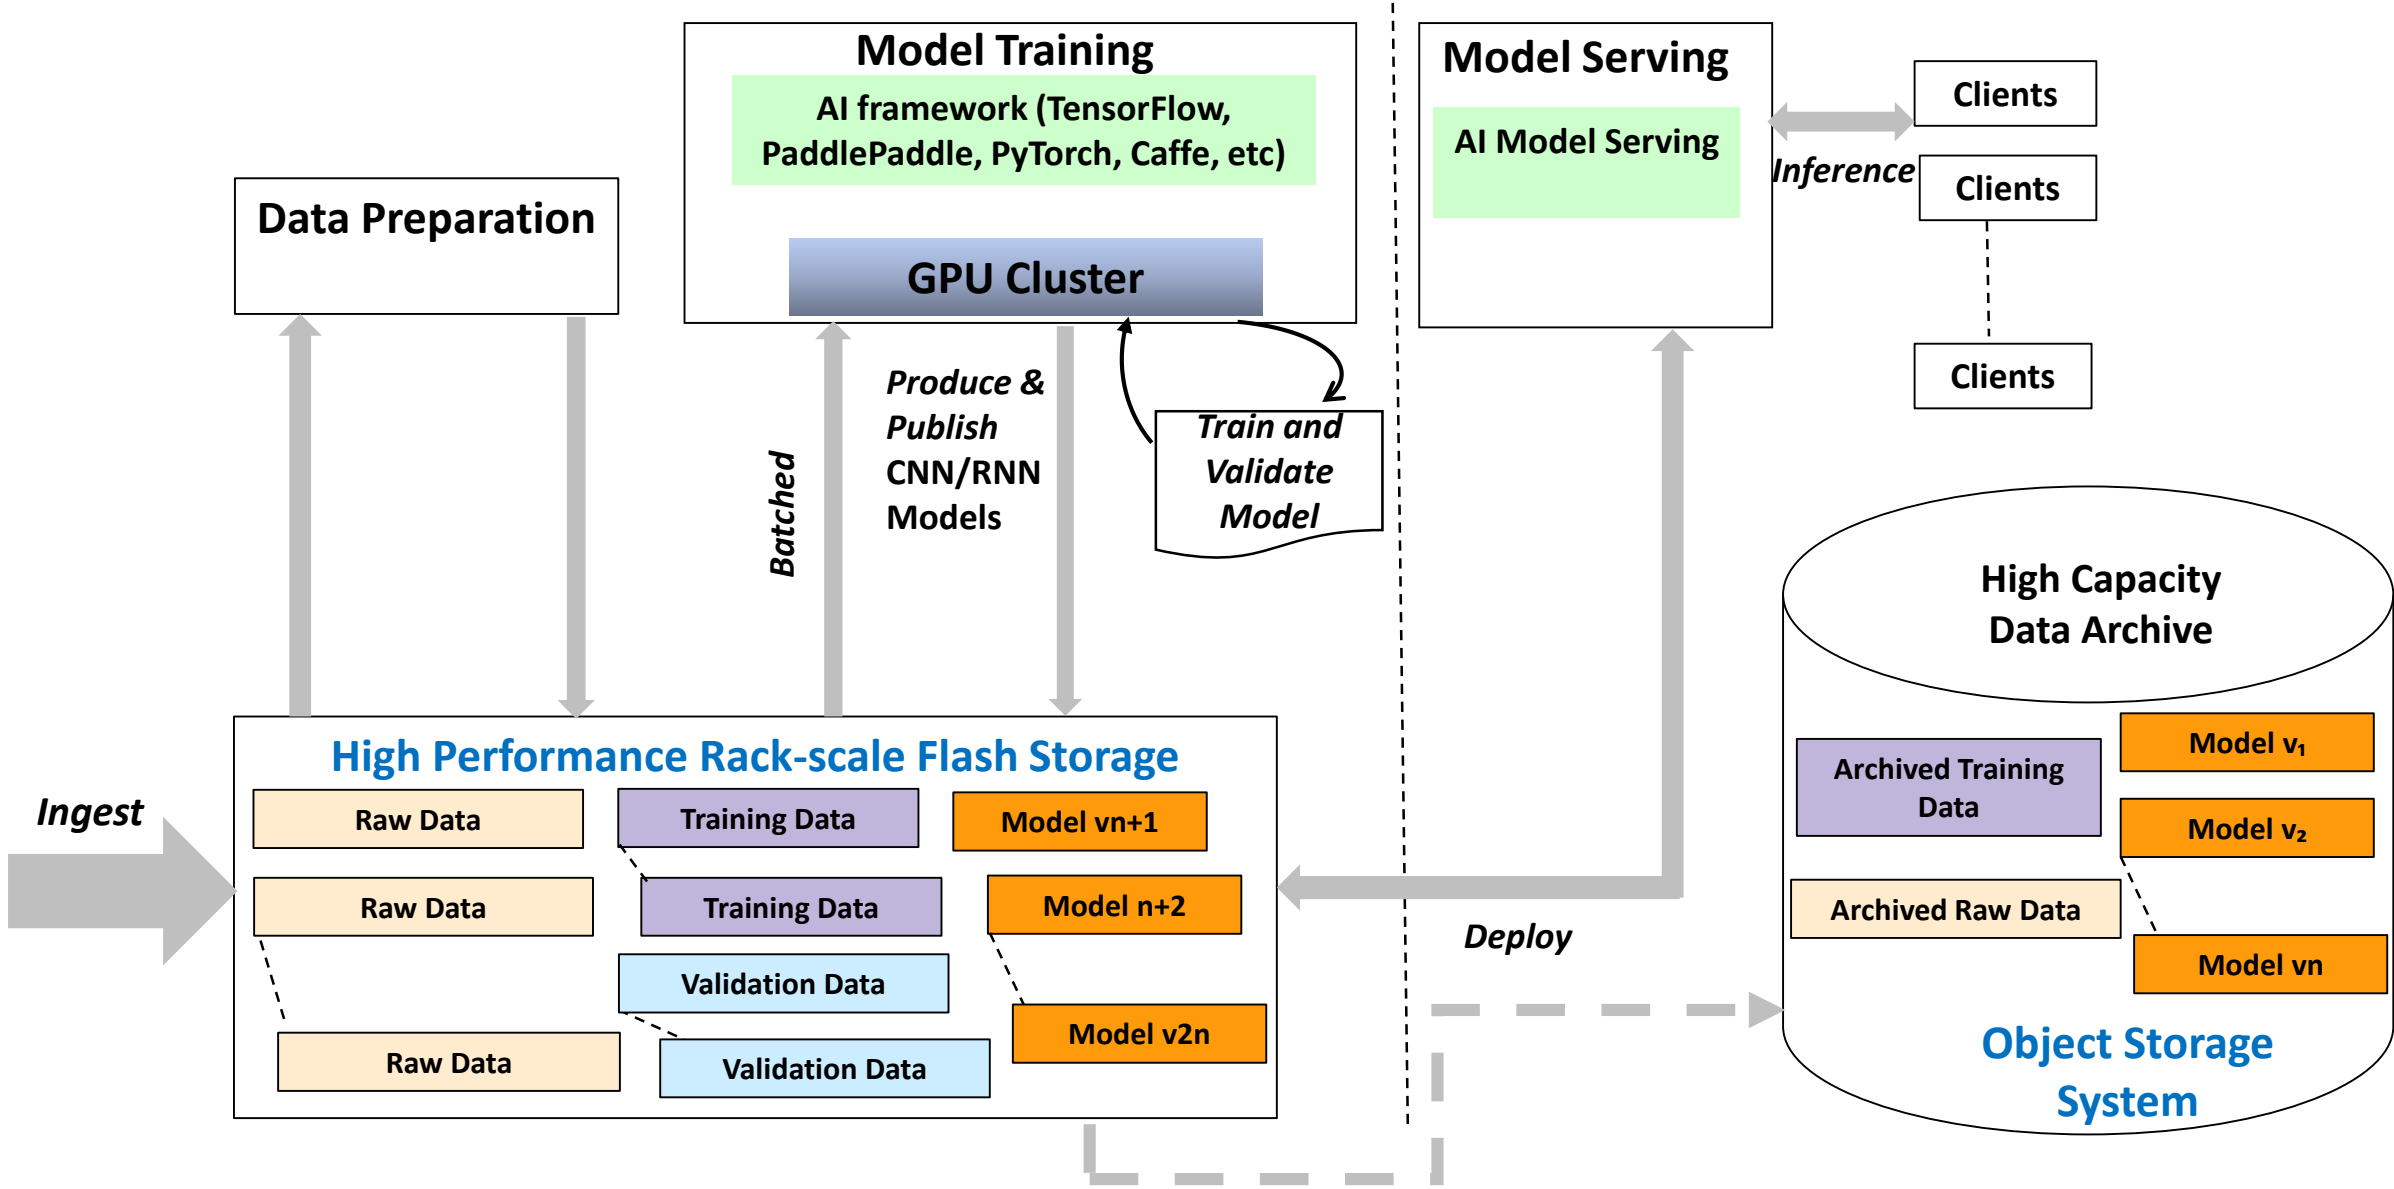 Model Training
AI framework (TensorFlow,
PaddlePaddle, PyTorch, Caffe, etc)
GPU Cluster
Data Preparation
Model Serving
AI Model Serving
Inference
Clients
Clients
Clients
Batched
Produce &
Publish
CNN/RNN
Models
Train and
Validate
Model
Ingest
High Performance Rack-scale Flash Storage
Raw Data
Raw Data
Raw Data
Training Data
Training Data
Validation Data
Validation Data
Model vn+1
Model n+2
Model v2n
Deploy
High Capacity
Data Archive
Archived Training
Data
Archived Raw Data
Model v₁
Model v₂
Model vn
Object Storage
System